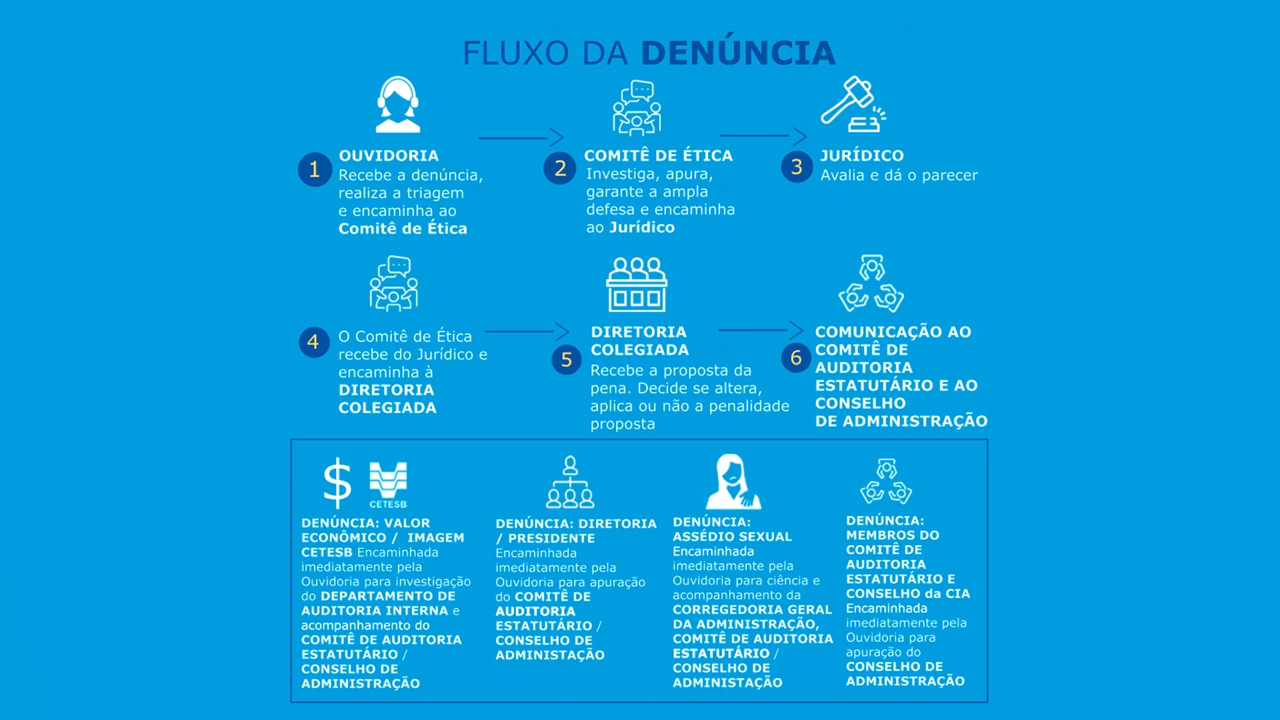 FLUXO DA DENÚNCIA
1
OUVIDORIA
Recebe a denúncia,
realiza a triagem
e encaminha ao
Comitê de Ética
2
COMITÊ DE ÉTICA
Investiga, apura,
garante a ampla
defesa e encaminha
ao Jurídico
3
JURÍDICO
Avalia e dá o parecer
4
O Comitê de Ética
recebe do Jurídico e
encaminha à
DIRETORIA
COLEGIADA
5
DIRETORIA
COLEGIADA
Recebe a proposta da
pena. Decide se altera,
aplica ou não a penalidade
proposta
6
COMUNICAÇÃO AO
COMITÊ DE
AUDITORIA
ESTATUTÁRIO E AO
CONSELHO
DE ADMINISTRAÇÃO
$
CETESB
DENÚNCIA: VALOR
ECONÔMICO / IMAGEM
CETESB Encaminhada
imediatamente pela
Ouvidoria para investigação
do DEPARTAMENTO DE
AUDITORIA INTERNA e
acompanhamento do
COMITÊ DE AUDITORIA
ESTATUTÁRIO /
CONSELHO DE
ADMINISTRAÇÃO
DENÚNCIA: DIRETORIA
/ PRESIDENTE
Encaminhada
imediatamente pela
Ouvidoria para apuração
do COMITÊ DE
AUDITORIA
ESTATUTÁRIO /
CONSELHO DE
ADMINISTAÇÃO
DENÚNCIA:
ASSÉDIO SEXUAL
Encaminhada
imediatamente pela
Ouvidoria para ciência e
acompanhamento da
CORREGEDORIA GERAL
DA ADMINISTRAÇÃO,
COMITÊ DE AUDITORIA
ESTATUTÁRIO /
CONSELHO DE
ADMINISTAÇÃO
DENÚNCIA:
MEMBROS DO
COMITÊ DE
AUDITORIA
ESTATUTÁRIO E
CONSELHO da CIA
Encaminhada
imediatamente pela
Ouvidoria para
apuração do
CONSELHO DE
ADMINISTRAÇÃO